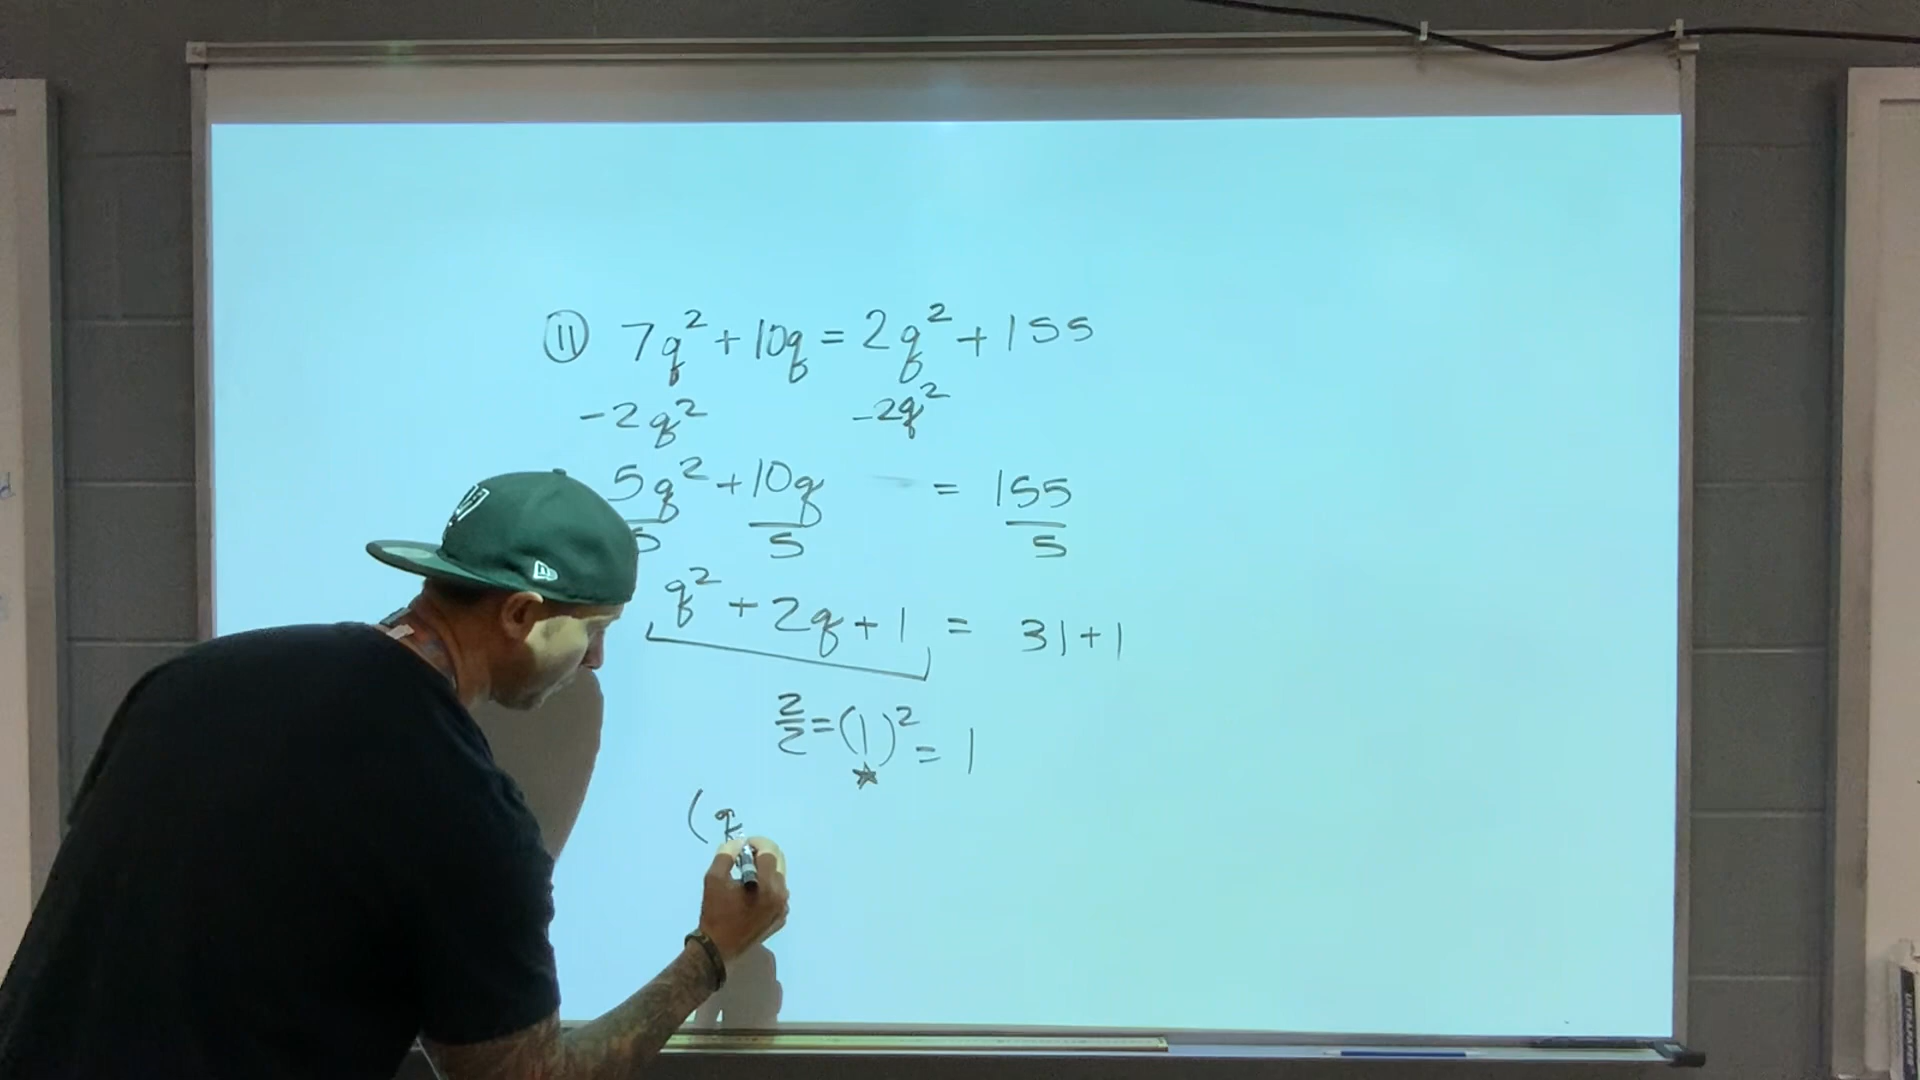 ⑪ 7q² + 10q = 2q² + 155
-2q² -2q²
5q² + 10q = 155
5 5 5
q² + 2q + 1 = 31 + 1
2/2 = (1)² = 1
★
(q